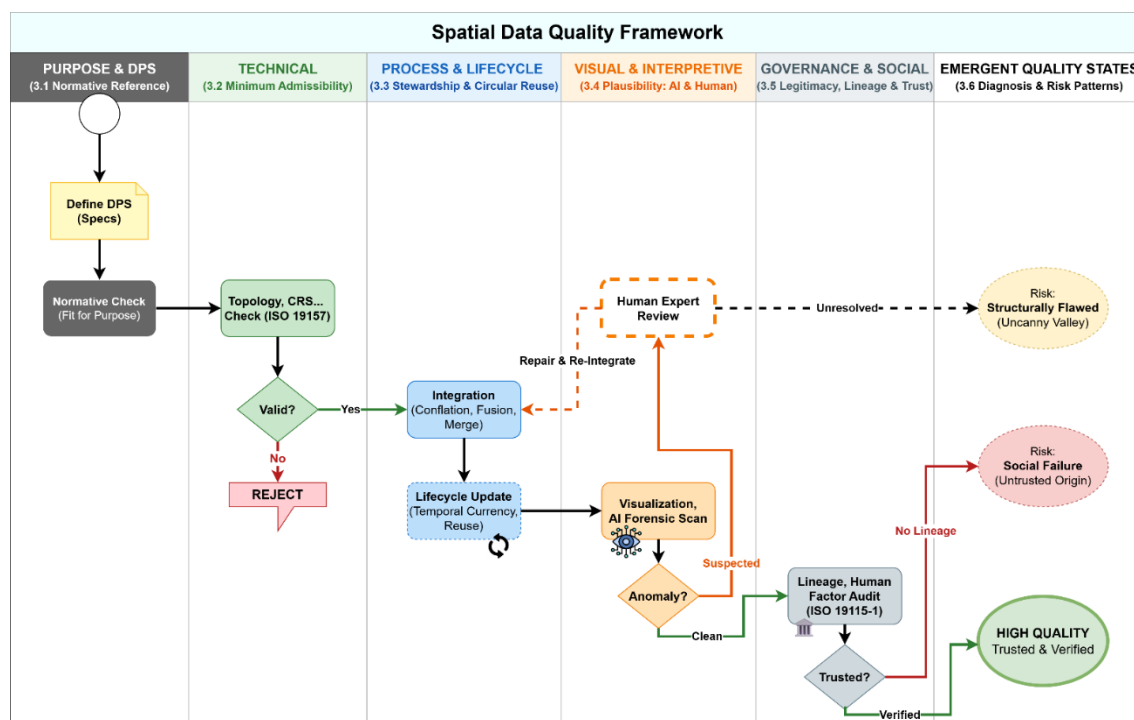 Spatial Data Quality Framework
PURPOSE & DPS
(3.1 Normative Reference)
TECHNICAL
(3.2 Minimum Admissibility)
PROCESS & LIFECYCLE
(3.3 Stewardship & Circular Reuse)
VISUAL & INTERPRETIVE
(3.4 Plausibility: AI & Human)
GOVERNANCE & SOCIAL
(3.5 Legitimacy, Lineage & Trust)
EMERGENT QUALITY STATES
(3.6 Diagnosis & Risk Patterns)
Define DPS
(Specs)
Normative Check
(Fit for Purpose)
Topology, CRS...
Check (ISO 19157)
Valid?
Yes
No
REJECT
Integration
(Conflation, Fusion,
Merge)
Lifecycle Update
(Temporal Currency,
Reuse)
Repair & Re-Integrate
Human Expert
Review
Unresolved
Visualization,
AI Forensic Scan
Anomaly?
Suspected
Clean
Lineage, Human
Factor Audit
(ISO 19115-1)
Trusted?
No Lineage
Verified
Risk:
Structurally Flawed
(Uncanny Valley)
Risk:
Social Failure
(Untrusted Origin)
HIGH QUALITY
Trusted & Verified